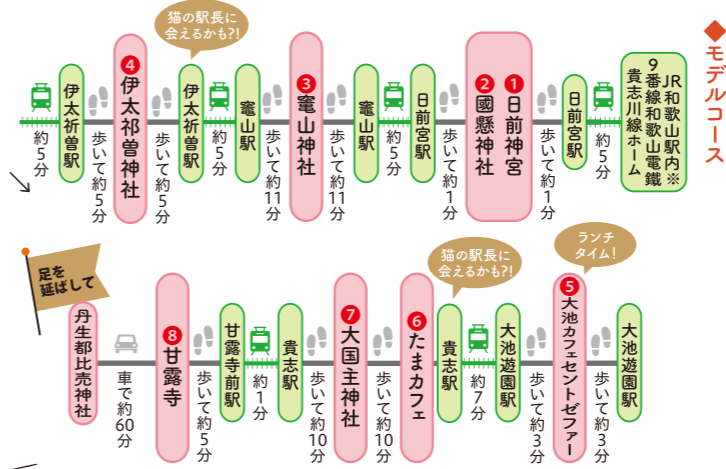 ◆モデルコース
JR和歌山駅内※
9番線和歌山電鐵
貴志川線ホーム
約5分
日前宮駅
歩いて約1分
❶日前神宮
❷國懸神社
歩いて約1分
日前宮駅
約5分
竈山駅
歩いて約11分
❸竈山神社
歩いて約11分
竈山駅
約5分
猫の駅長に
会えるかも?!
伊太祈曽駅
歩いて約5分
❹伊太祁曽神社
歩いて約5分
伊太祈曽駅
約5分
大池遊園駅
歩いて約3分
ランチ
タイム!
❺大池カフェセントゼファー
歩いて約3分
大池遊園駅
約7分
猫の駅長に
会えるかも?!
貴志駅
❻たまカフェ
歩いて約10分
❼大国主神社
歩いて約10分
貴志駅
約1分
甘露寺前駅
歩いて約5分
❽甘露寺
車で約60分
足を
延ばして
丹生都比売神社